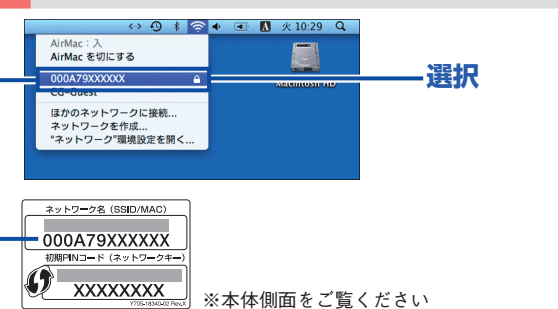 火 10:29
AirMac：入
AirMac を切にする
000A79XXXXXX
CG-Guest
ほかのネットワークに接続...
ネットワークを作成...
"ネットワーク"環境設定を開く...
Macintosh HD
選択
ネットワーク名（SSID/MAC）
000A79XXXXXX
初期PINコード（ネットワークキー）
XXXXXXXX
Y705-18340-02 Rev.X
※本体側面をご覧ください